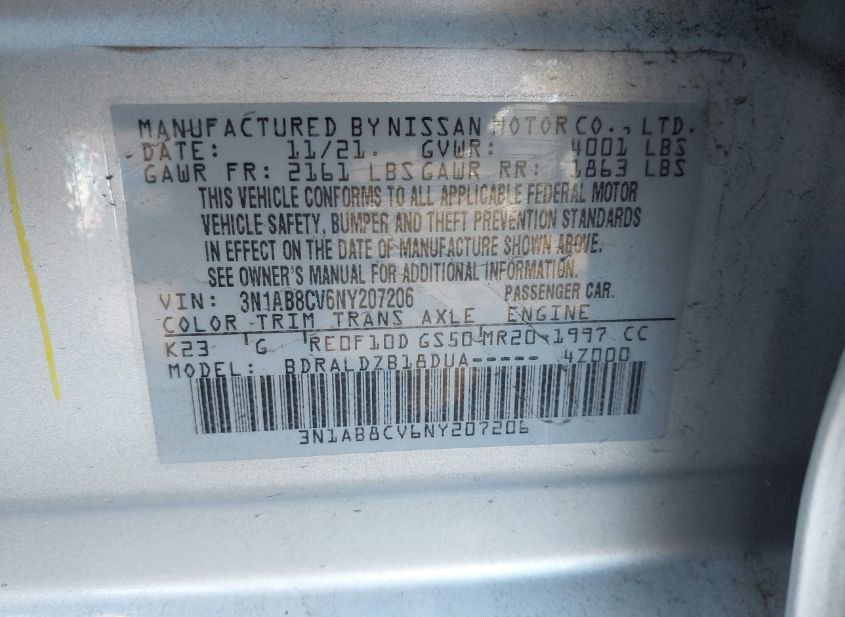 MANUFACTURED BY NISSAN MOTOR CO., LTD.
DATE: 11/21. GVWR: 4001 LBS
GAWR FR: 2161 LBS GAWR RR: 1863 LBS
THIS VEHICLE CONFORMS TO ALL APPLICABLE FEDERAL MOTOR
VEHICLE SAFETY, BUMPER AND THEFT PREVENTION STANDARDS
IN EFFECT ON THE DATE OF MANUFACTURE SHOWN ABOVE.
SEE OWNER'S MANUAL FOR ADDITIONAL INFORMATION.
VIN: 3N1AB8CV6NY207206 PASSENGER CAR.
COLOR TRIM TRANS AXLE ENGINE
K23 G RE0F10D GS50 MR20 1997 CC
MODEL: BDRALDZB18DUA----- 4Z000
3N1AB8CV6NY207206